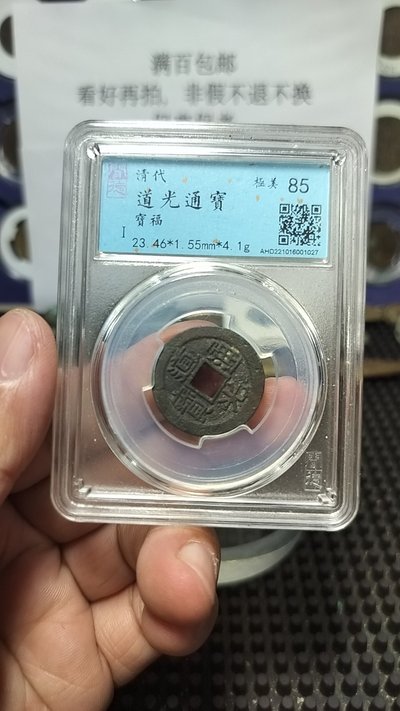 满百包邮
看好再拍，非假不退不换
清代
極美 85
道光通寶
寶福
I
23.46*1.55mm*4.1g
AHD221016001027